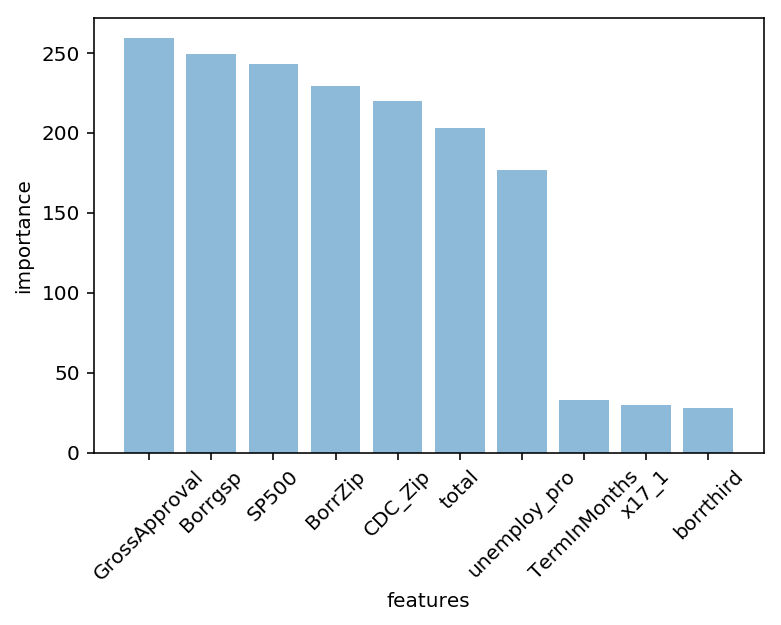 250
200
150
100
50
0
importance
GrossApproval
Borrgsp
SP500
BorrZip
CDC_Zip
total
unemploy_pro
TermInMonths
x17_1
borrthird
features